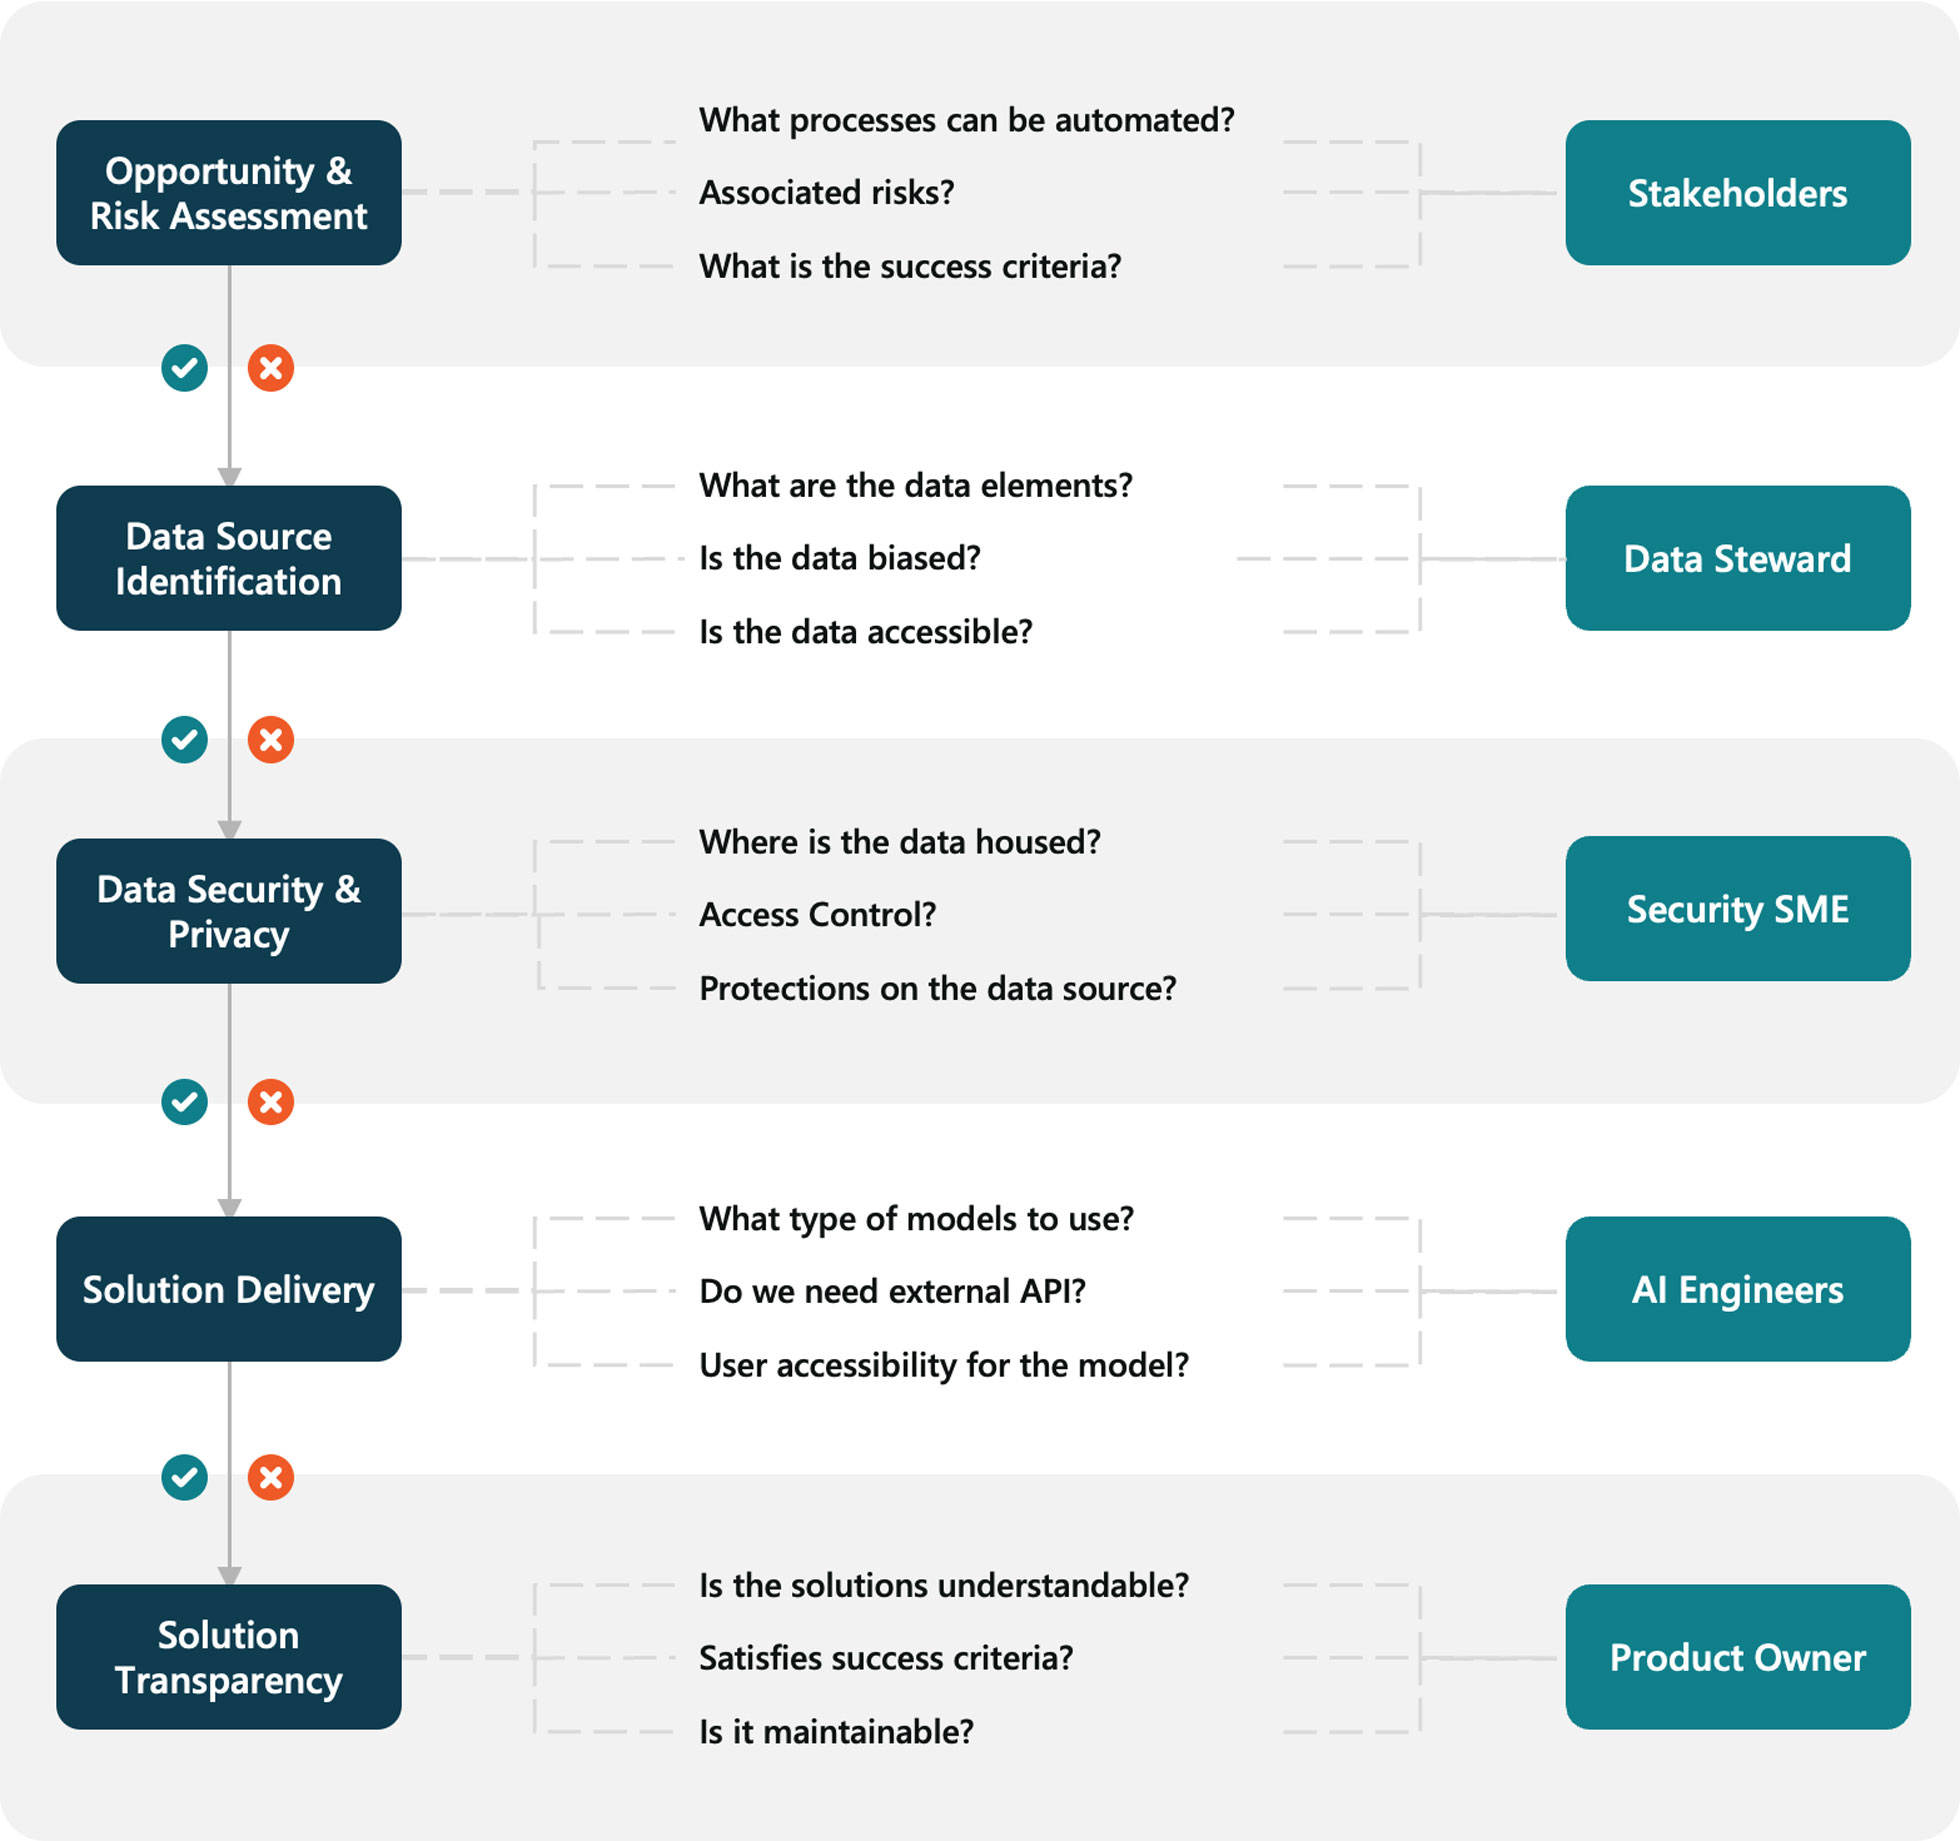 Opportunity &
Risk Assessment
What processes can be automated?
Associated risks?
What is the success criteria?
Stakeholders
Data Source
Identification
What are the data elements?
Is the data biased?
Is the data accessible?
Data Steward
Data Security &
Privacy
Where is the data housed?
Access Control?
Protections on the data source?
Security SME
Solution Delivery
What type of models to use?
Do we need external API?
User accessibility for the model?
AI Engineers
Solution
Transparency
Is the solutions understandable?
Satisfies success criteria?
Is it maintainable?
Product Owner